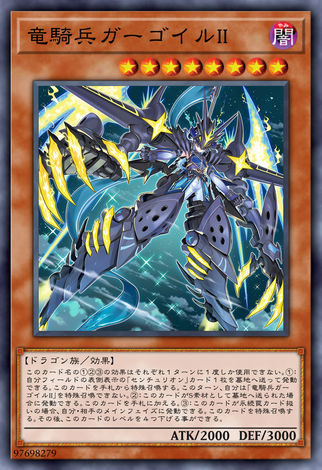 竜騎兵ガーゴイルⅡ
やみ
闇
【ドラゴン族／効果】
このカード名の①②③の効果はそれぞれ１ターンに１度しか使用できない。①：
自分フィールドの表側表示の「センチュリオン」カード１枚を墓地へ送って発動
できる。このカードを手札から特殊召喚する。このターン、自分は「竜騎兵ガーゴ
イルⅡ」を特殊召喚できない。②：このカードがＳ素材として墓地へ送られた場
合に発動できる。このカードを手札に加える。③：このカードが永続罠カード扱
いの場合、自分・相手のメインフェイズに発動できる。このカードを特殊召喚す
る。その後、このカードのレベルを４つ下げる事ができる。
ATK/2000 DEF/3000
97698279